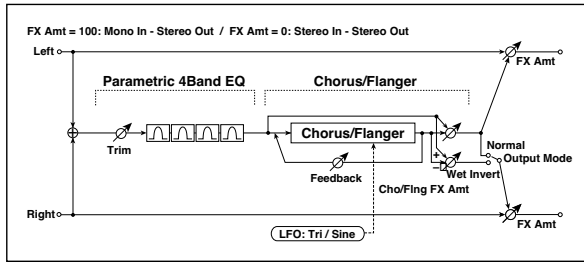 FX Amt = 100: Mono In - Stereo Out / FX Amt = 0: Stereo In - Stereo Out
Left
FX Amt
Parametric 4Band EQ
Chorus/Flanger
Chorus/Flanger
Trim
Feedback
+
−
Normal
Output Mode
Wet Invert
Cho/Flng FX Amt
Right
LFO: Tri / Sine
FX Amt